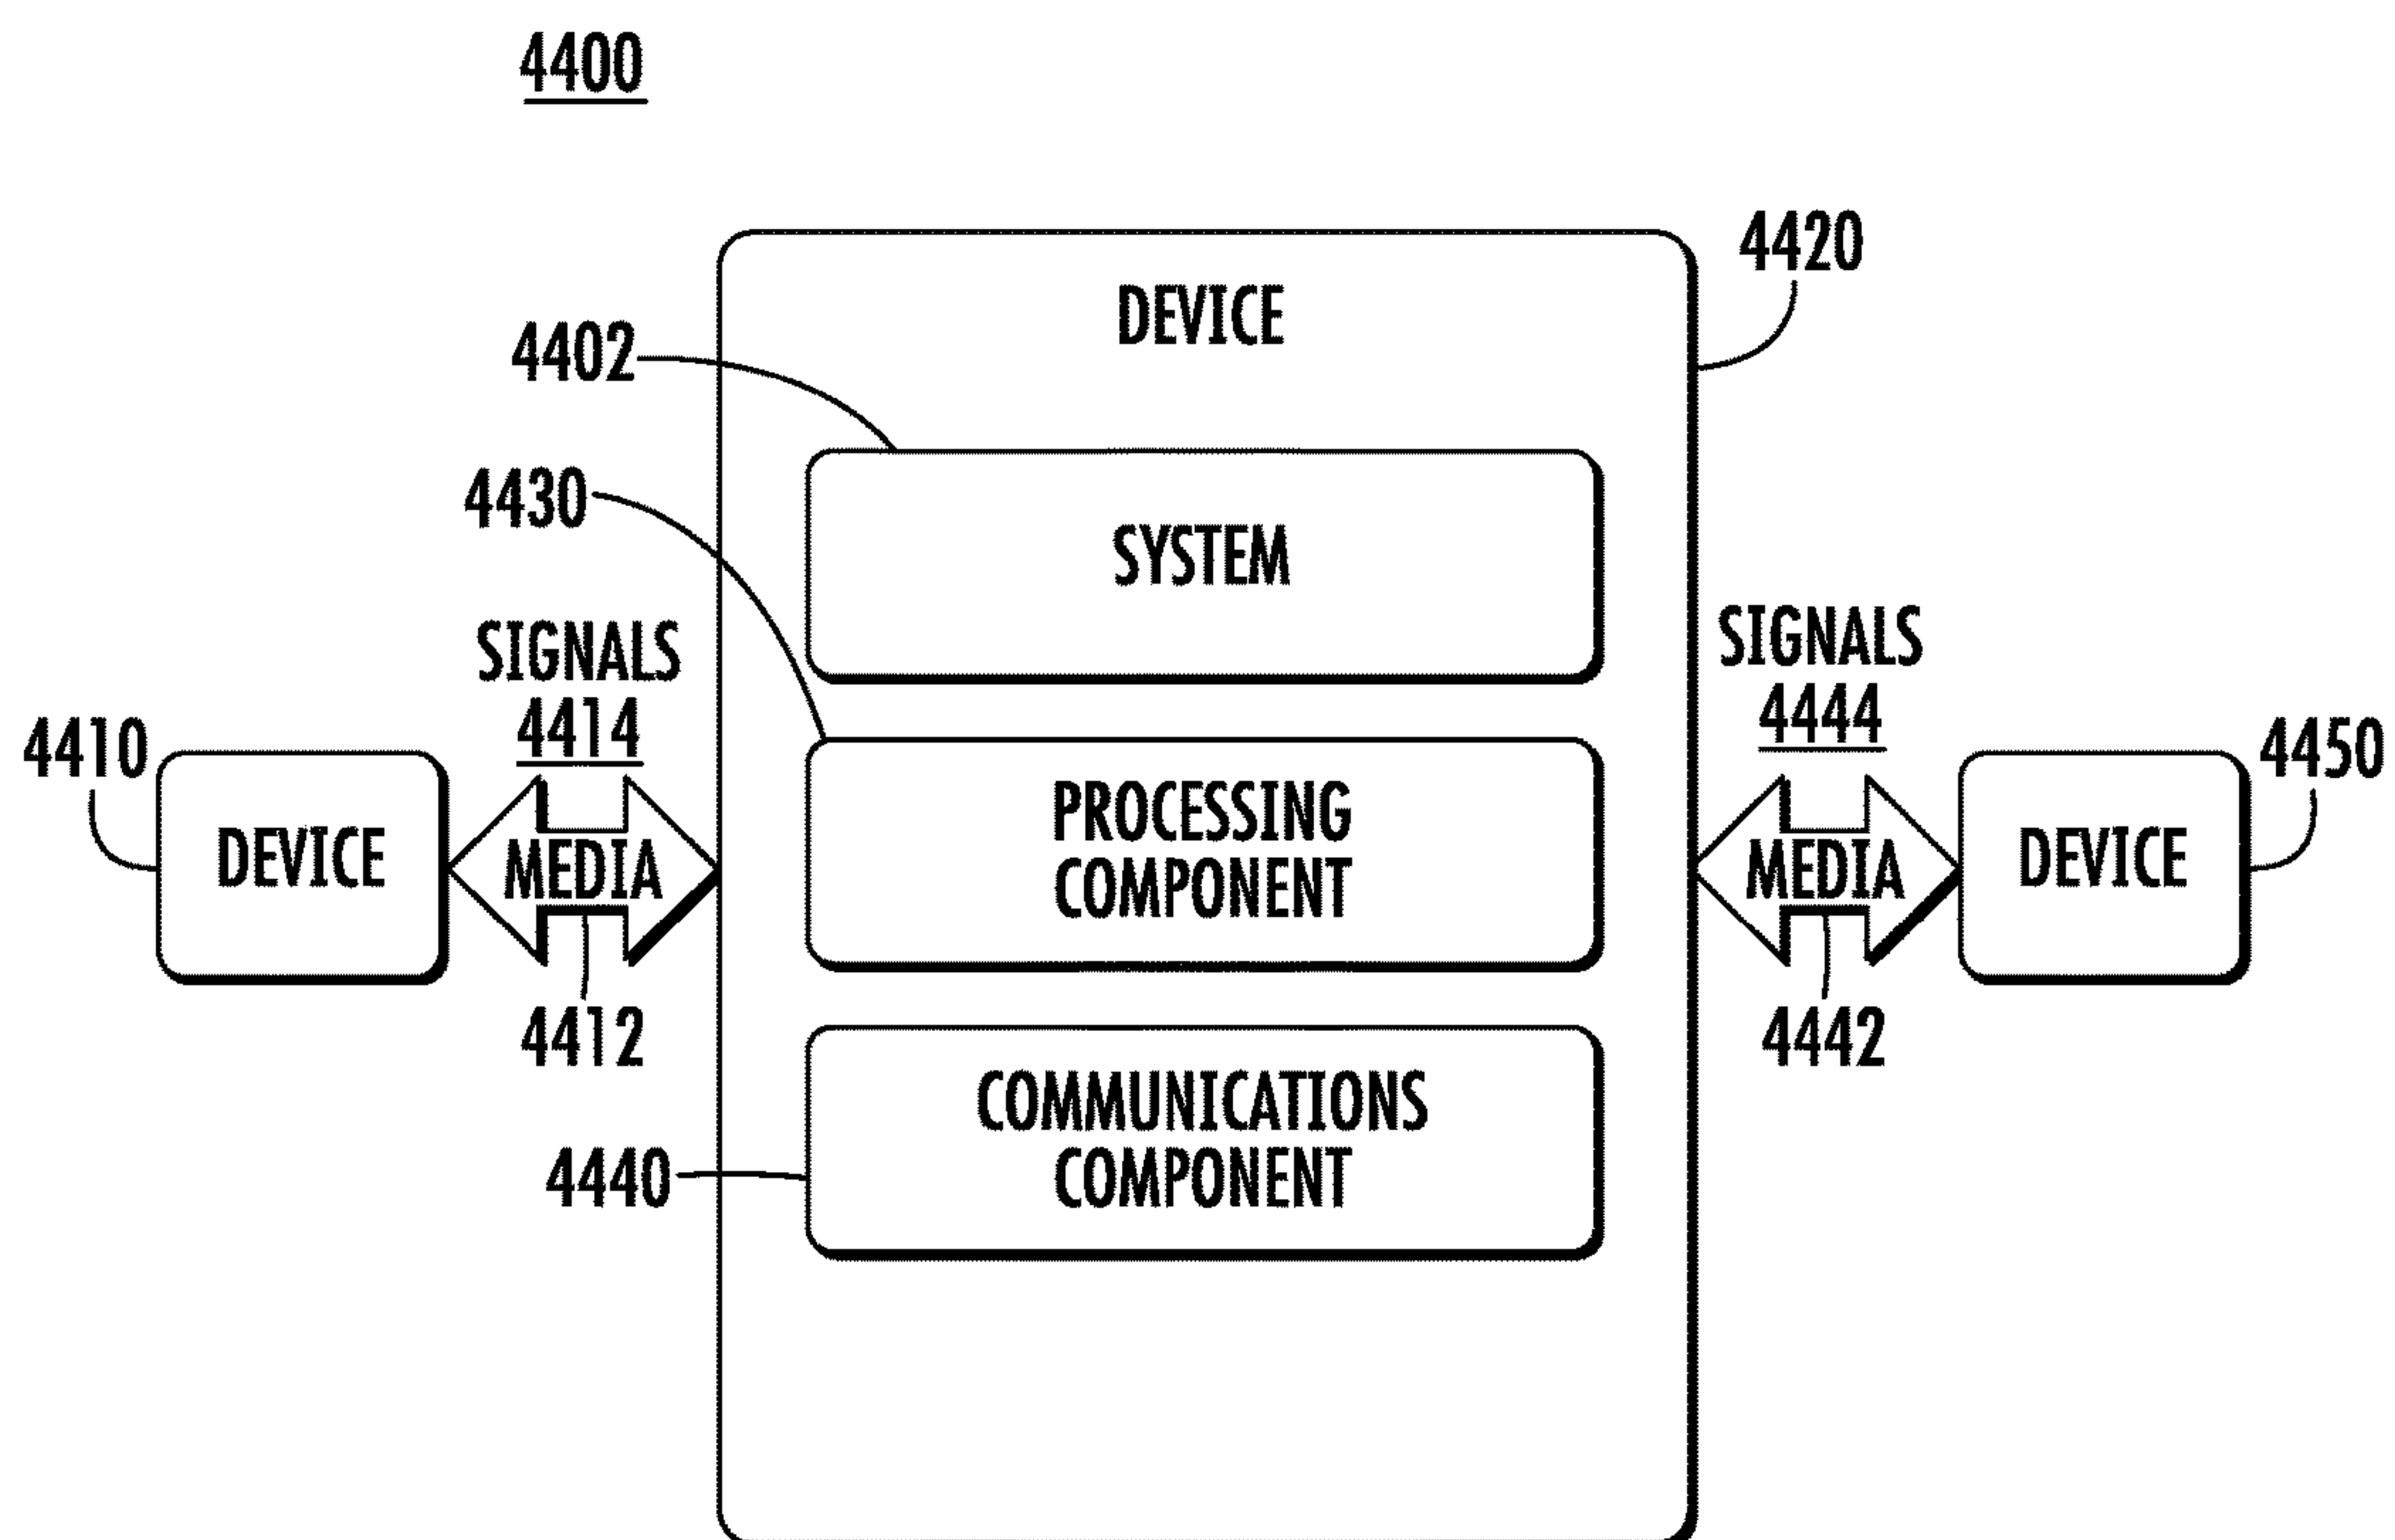 4400
4420
DEVICE
4402
4430
SYSTEM
SIGNALS
4414
SIGNALS
4444
4410
4450
DEVICE
MEDIA
PROCESSING
COMPONENT
MEDIA
DEVICE
4412
4442
COMMUNICATIONS
COMPONENT
4440